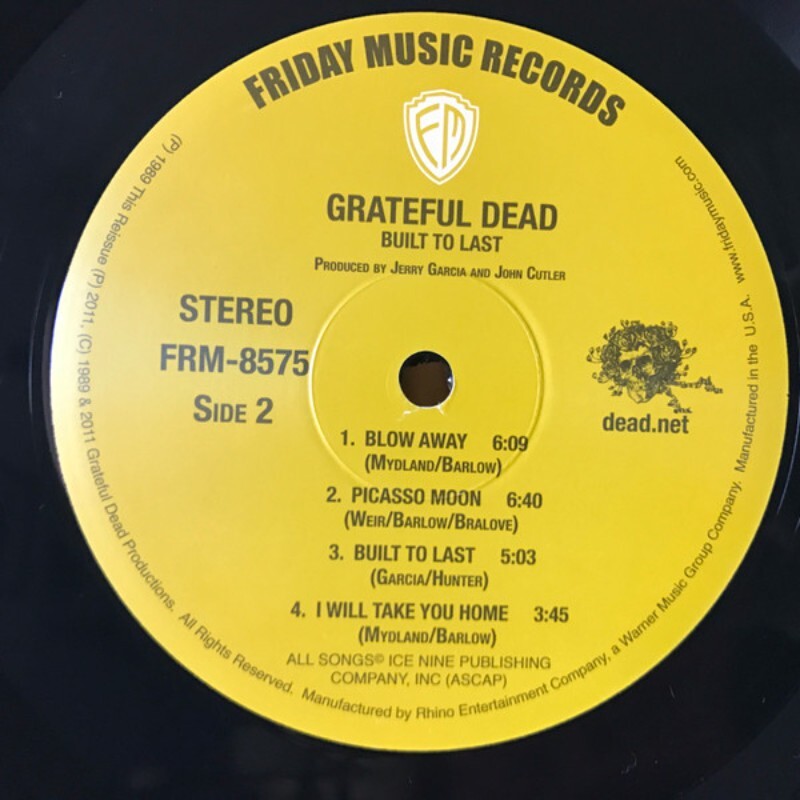 FRIDAY MUSIC RECORDS
FM
GRATEFUL DEAD
BUILT TO LAST
PRODUCED BY JERRY GARCIA AND JOHN CUTLER
STEREO
FRM-8575
SIDE 2
dead.net
1. BLOW AWAY 6:09
(MYDLAND/BARLOW)
2. PICASSO MOON 6:40
(WEIR/BARLOW/BRALOVE)
3. BUILT TO LAST 5:03
(GARCIA/HUNTER)
4. I WILL TAKE YOU HOME 3:45
(MYDLAND/BARLOW)
ALL SONGS© ICE NINE PUBLISHING
COMPANY, INC (ASCAP)
(P) 1989 This Reissue (P) 2011. (C) 1989 & 2011 Grateful Dead Productions. All Rights Reserved. Manufactured by Rhino Entertainment Company, a Warner Music Group Company. Manufactured in the U.S.A. www.fridaymusic.com